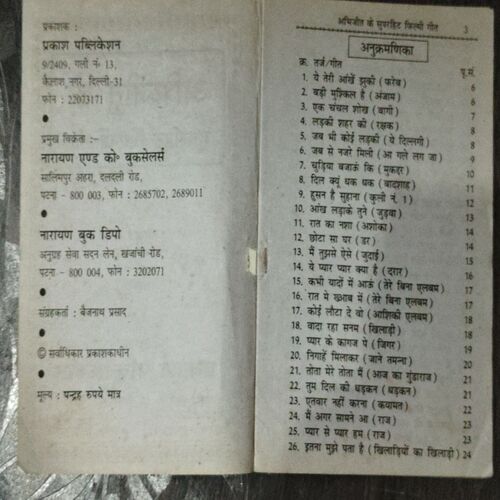 प्रकाशक :
प्रकाश पब्लिकेशन
9/2409, गली नं 13,
कैलाश नगर, दिल्ली-31
फोन : 22073171
प्रमुख विक्रेता :-
नारायण एण्ड को॰ बुकसेलर्स
सालिमपुर अहरा, दलदली रोड,
पटना - 800 003, फोन : 2685702, 2689011
नारायण बुक डिपो
अनुग्रह सेवा सदन लेन, खजांची रोड
पटना - 800 004, फोन : 3202071
संग्रहकर्ता : बैजनाथ प्रसाद
© सर्वाधिकार प्रकाशकाधीन
मूल्य : पन्द्रह रुपये मात्र
अभिजीत के सुपरहिट फिल्मी गीत 3
अनुक्रमणिका
क्र. तर्ज/गीत पृ.सं.
1. ये तेरी आंखें झुकी (फरेब) 6
2. बड़ी मुश्किल है (अंजाम) 6
3. एक चंचल शोख (बागी) 7
4. लड़की शहर की (रक्षक) 8
5. जब भी कोई लड़की (ये दिल्लगी) 8
6. जब से नजरे मिली (आ गले लग जा) 9
7. चुड़िया बजाऊं कि (मुकद्दर) 10
8. दिल क्यूं धक धक (बादशाह) 10
9. हुसन है सुहाना (कुली नं. 1) 11
10. आंख लड़ाके तुने (जुड़वा) 11
11. रात का नशा (अशोका) 12
12. छोटा सा घर (डर) 12
13. मैं तुझसे ऐसे (जुदाई) 13
14. ये प्यार प्यार क्या है (दरार) 14
15. कभी यादों में आऊं (तेरे बिना एलबम) 15
16. रात मे ख्भाब में (तेरे बिना एलबम) 16
17. कोई लौटा दे वो (आशिकी एलबम) 17
18. वादा रहा सनम (खिलाड़ी) 18
19. प्यार के कागज पे (जिगर) 19
20. निगाहें मिलाकर (जाने तमन्ना) 20
21. तोता मेरे तोता मैं (आज का गुंडाराज) 21
22. तुम दिल की धड़कन (धड़कन) 21
23. एतवार नहीं करना (कयामत) 22
24. मैं अगर सामने आ (राज) 23
25. प्यार से प्यार हम (राज) 23
26. इतना मुझे पता है (खिलाड़ियों का खिलाड़ी) 24